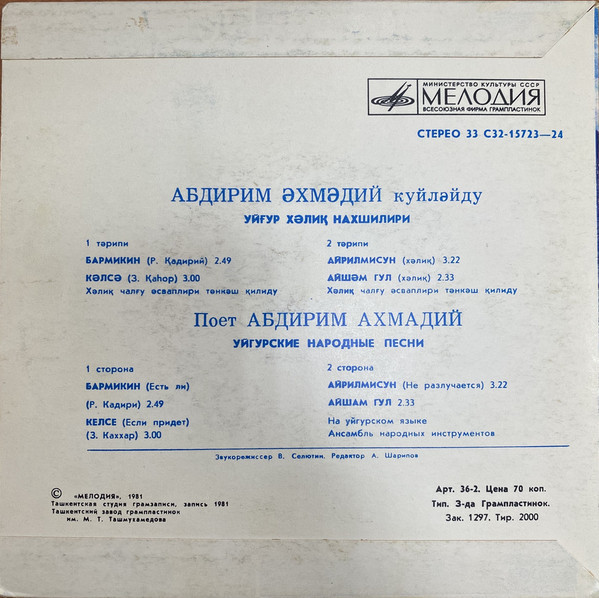 МИНИСТЕРСТВО КУЛЬТУРЫ СССР
МЕЛОДИЯ
ВСЕСОЮЗНАЯ ФИРМА ГРАМПЛАСТИНОК
СТЕРЕО 33 С32-15723—24
АБДИРИМ ӘХМӘДИЙ куйләйду
УЙҒУР ХӘЛИҚ НАХШИЛИРИ
1 тәрипи
БАРМИКИН (Р. Қадирий) 2.49
КӘЛСӘ (З. Қаһор) 3.00
Хәлиқ чалғу әсваплири тәнкәш қилиду
2 тәрипи
АЙРИЛМИСУН (хәлиқ) 3.22
АЙШӘМ ГУЛ (хәлиқ) 2.33
Хәлиқ чалғу әсваплири тәнкәш қилиду
Поет АБДИРИМ АХМАДИЙ
УЙГУРСКИЕ НАРОДНЫЕ ПЕСНИ
1 сторона
БАРМИКИН (Есть ли)
(Р. Кадири) 2.49
КЕЛСЕ (Если придет)
(З. Каххар) 3.00
2 сторона
АЙРИЛМИСУН (Не разлучается) 3.22
АЙШАМ ГУЛ 2.33
На уйгурском языке
Ансамбль народных инструментов
Звукорежиссер В. Селютин. Редактор А. Шарипов
© «МЕЛОДИЯ», 1981
Ташкентская студия грамзаписи, запись 1981
Ташкентский завод грампластинок
им. М. Т. Ташмухамедова
Арт. 36-2. Цена 70 коп.
Тип. З-да Грампластинок.
Зак. 1297. Тир. 2000